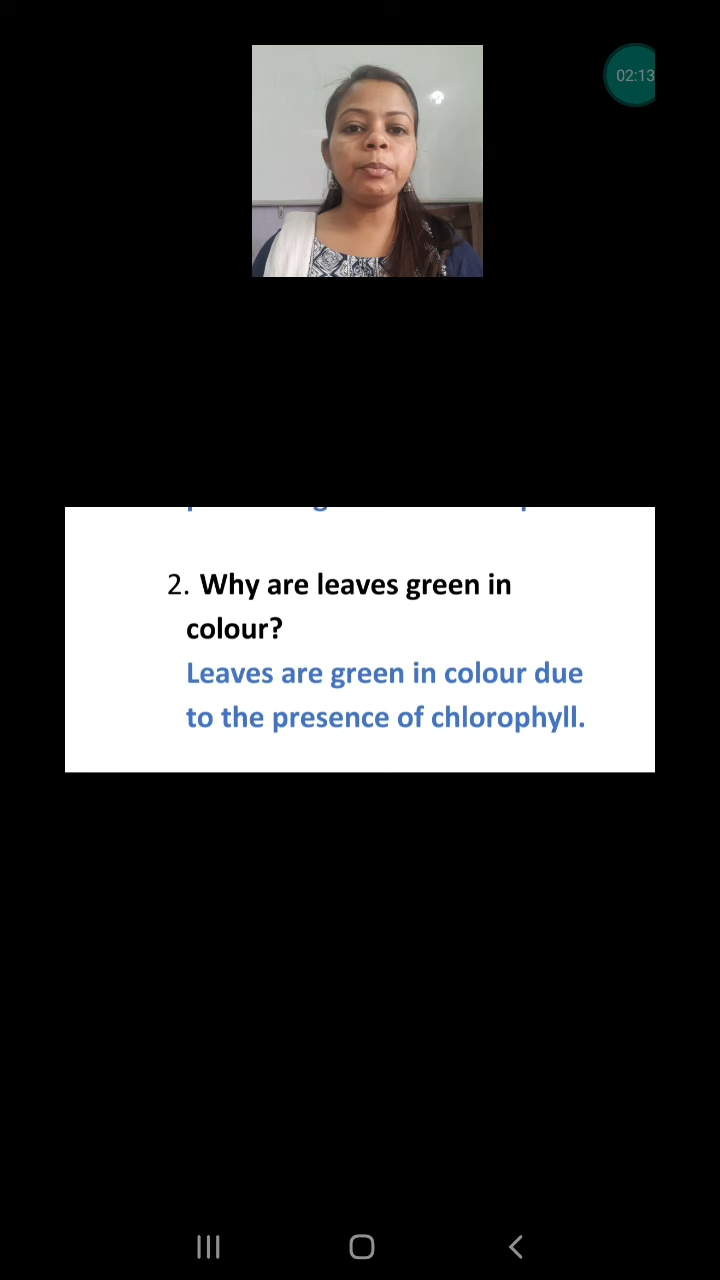 02:13
2. Why are leaves green in
colour?
Leaves are green in colour due
to the presence of chlorophyll.